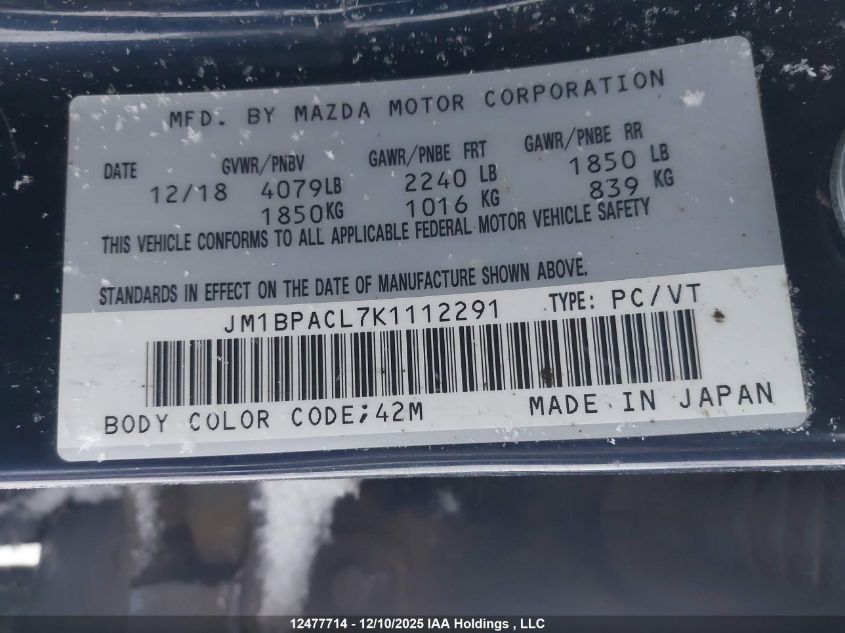 MFD. BY MAZDA MOTOR CORPORATION
DATE GVWR/PNBV GAWR/PNBE FRT GAWR/PNBE RR
12/18 4079LB 2240 LB 1850 LB
1850KG 1016 KG 839 KG
THIS VEHICLE CONFORMS TO ALL APPLICABLE FEDERAL MOTOR VEHICLE SAFETY
STANDARDS IN EFFECT ON THE DATE OF MANUFACTURE SHOWN ABOVE.
JM1BPACL7K1112291 TYPE: PC/VT
BODY COLOR CODE;42M MADE IN JAPAN
12477714 - 12/10/2025 IAA Holdings , LLC